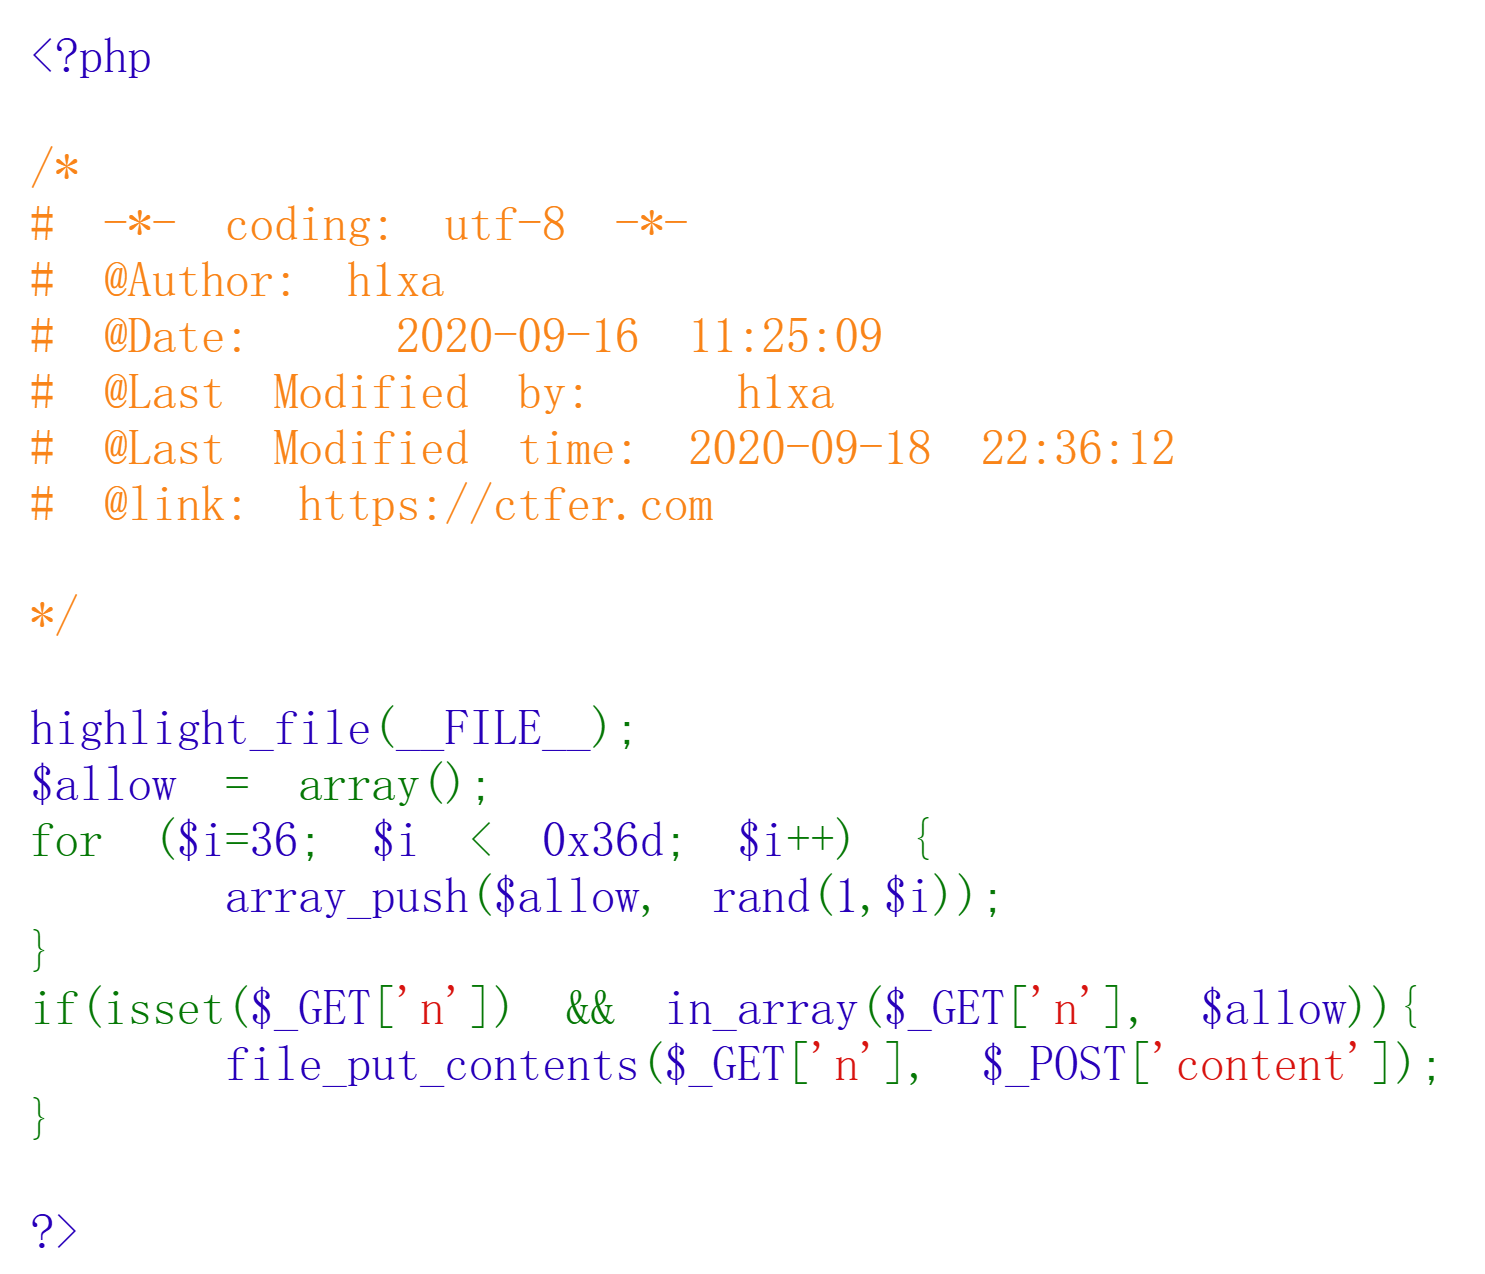 <?php

/*
# -*- coding: utf-8 -*-
# @Author: h1xa
# @Date:   2020-09-16 11:25:09
# @Last Modified by:   h1xa
# @Last Modified time: 2020-09-18 22:36:12
# @link: https://ctfer.com

*/

highlight_file(__FILE__);
$allow = array();
for ($i=36; $i < 0x36d; $i++) {
    array_push($allow, rand(1,$i));
}
if(isset($_GET['n']) && in_array($_GET['n'], $allow)){
    file_put_contents($_GET['n'], $_POST['content']);
}

?>